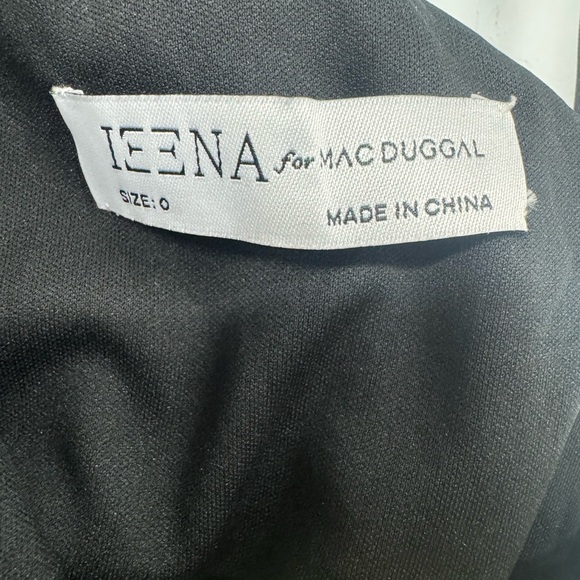 IEENA for MAC DUGGAL
SIZE: 0
MADE IN CHINA